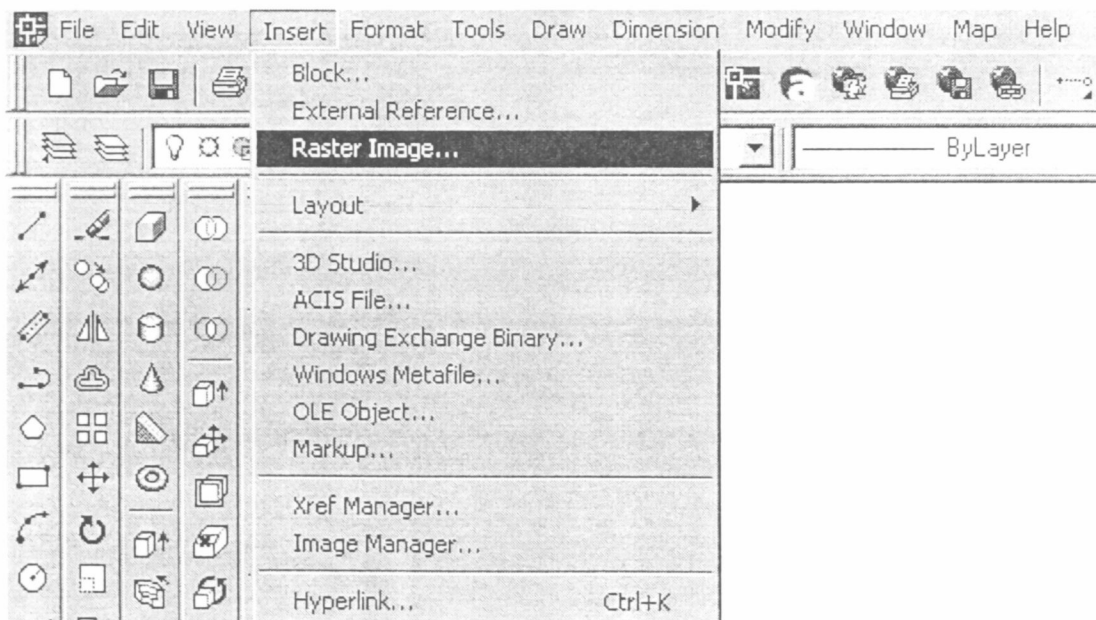 File Edit View Insert Format Tools Draw Dimension Modify Window Map Help
Block...
External Reference...
Raster Image...
ByLayer
Layout
3D Studio...
ACIS File...
Drawing Exchange Binary...
Windows Metafile...
OLE Object...
Markup...
Xref Manager...
Image Manager...
Hyperlink... Ctrl+K